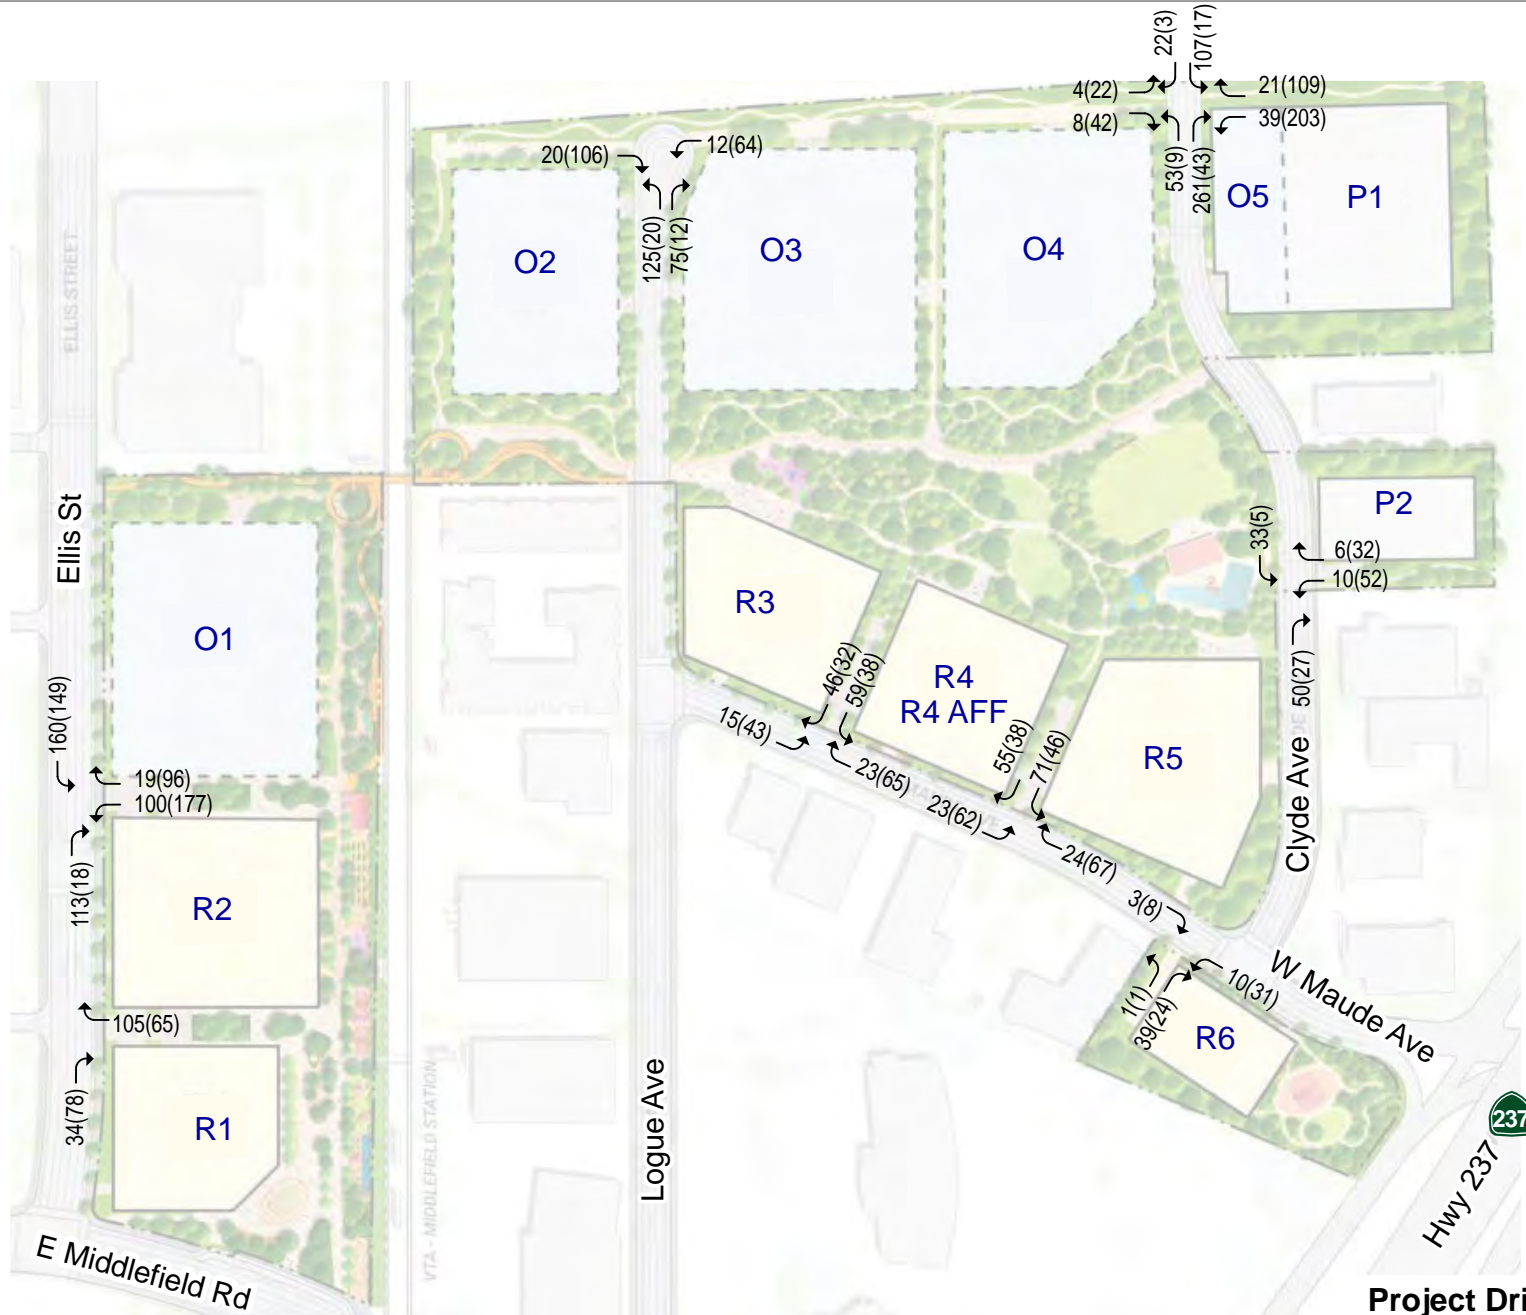 22(3)
107(17)
4(22)
21(109)
8(42)
39(203)
53(9)
261(43)
20(106)
12(64)
125(20)
75(12)
O2
O3
O4
O5
P1
ELLIS STREET
Ellis St
O1
R3
R4
R4 AFF
R5
P2
33(5)
6(32)
10(52)
50(27)
Clyde Ave
46(32)
59(38)
15(43)
23(65)
55(38)
71(46)
23(62)
24(67)
3(8)
160(149)
19(96)
100(177)
113(18)
R2
105(65)
34(78)
R1
1(1)
39(24)
10(31)
R6
W Maude Ave
237
Hwy 237
Logue Ave
VTA - MIDDLEFIELD STATION
E Middlefield Rd
Project Dri